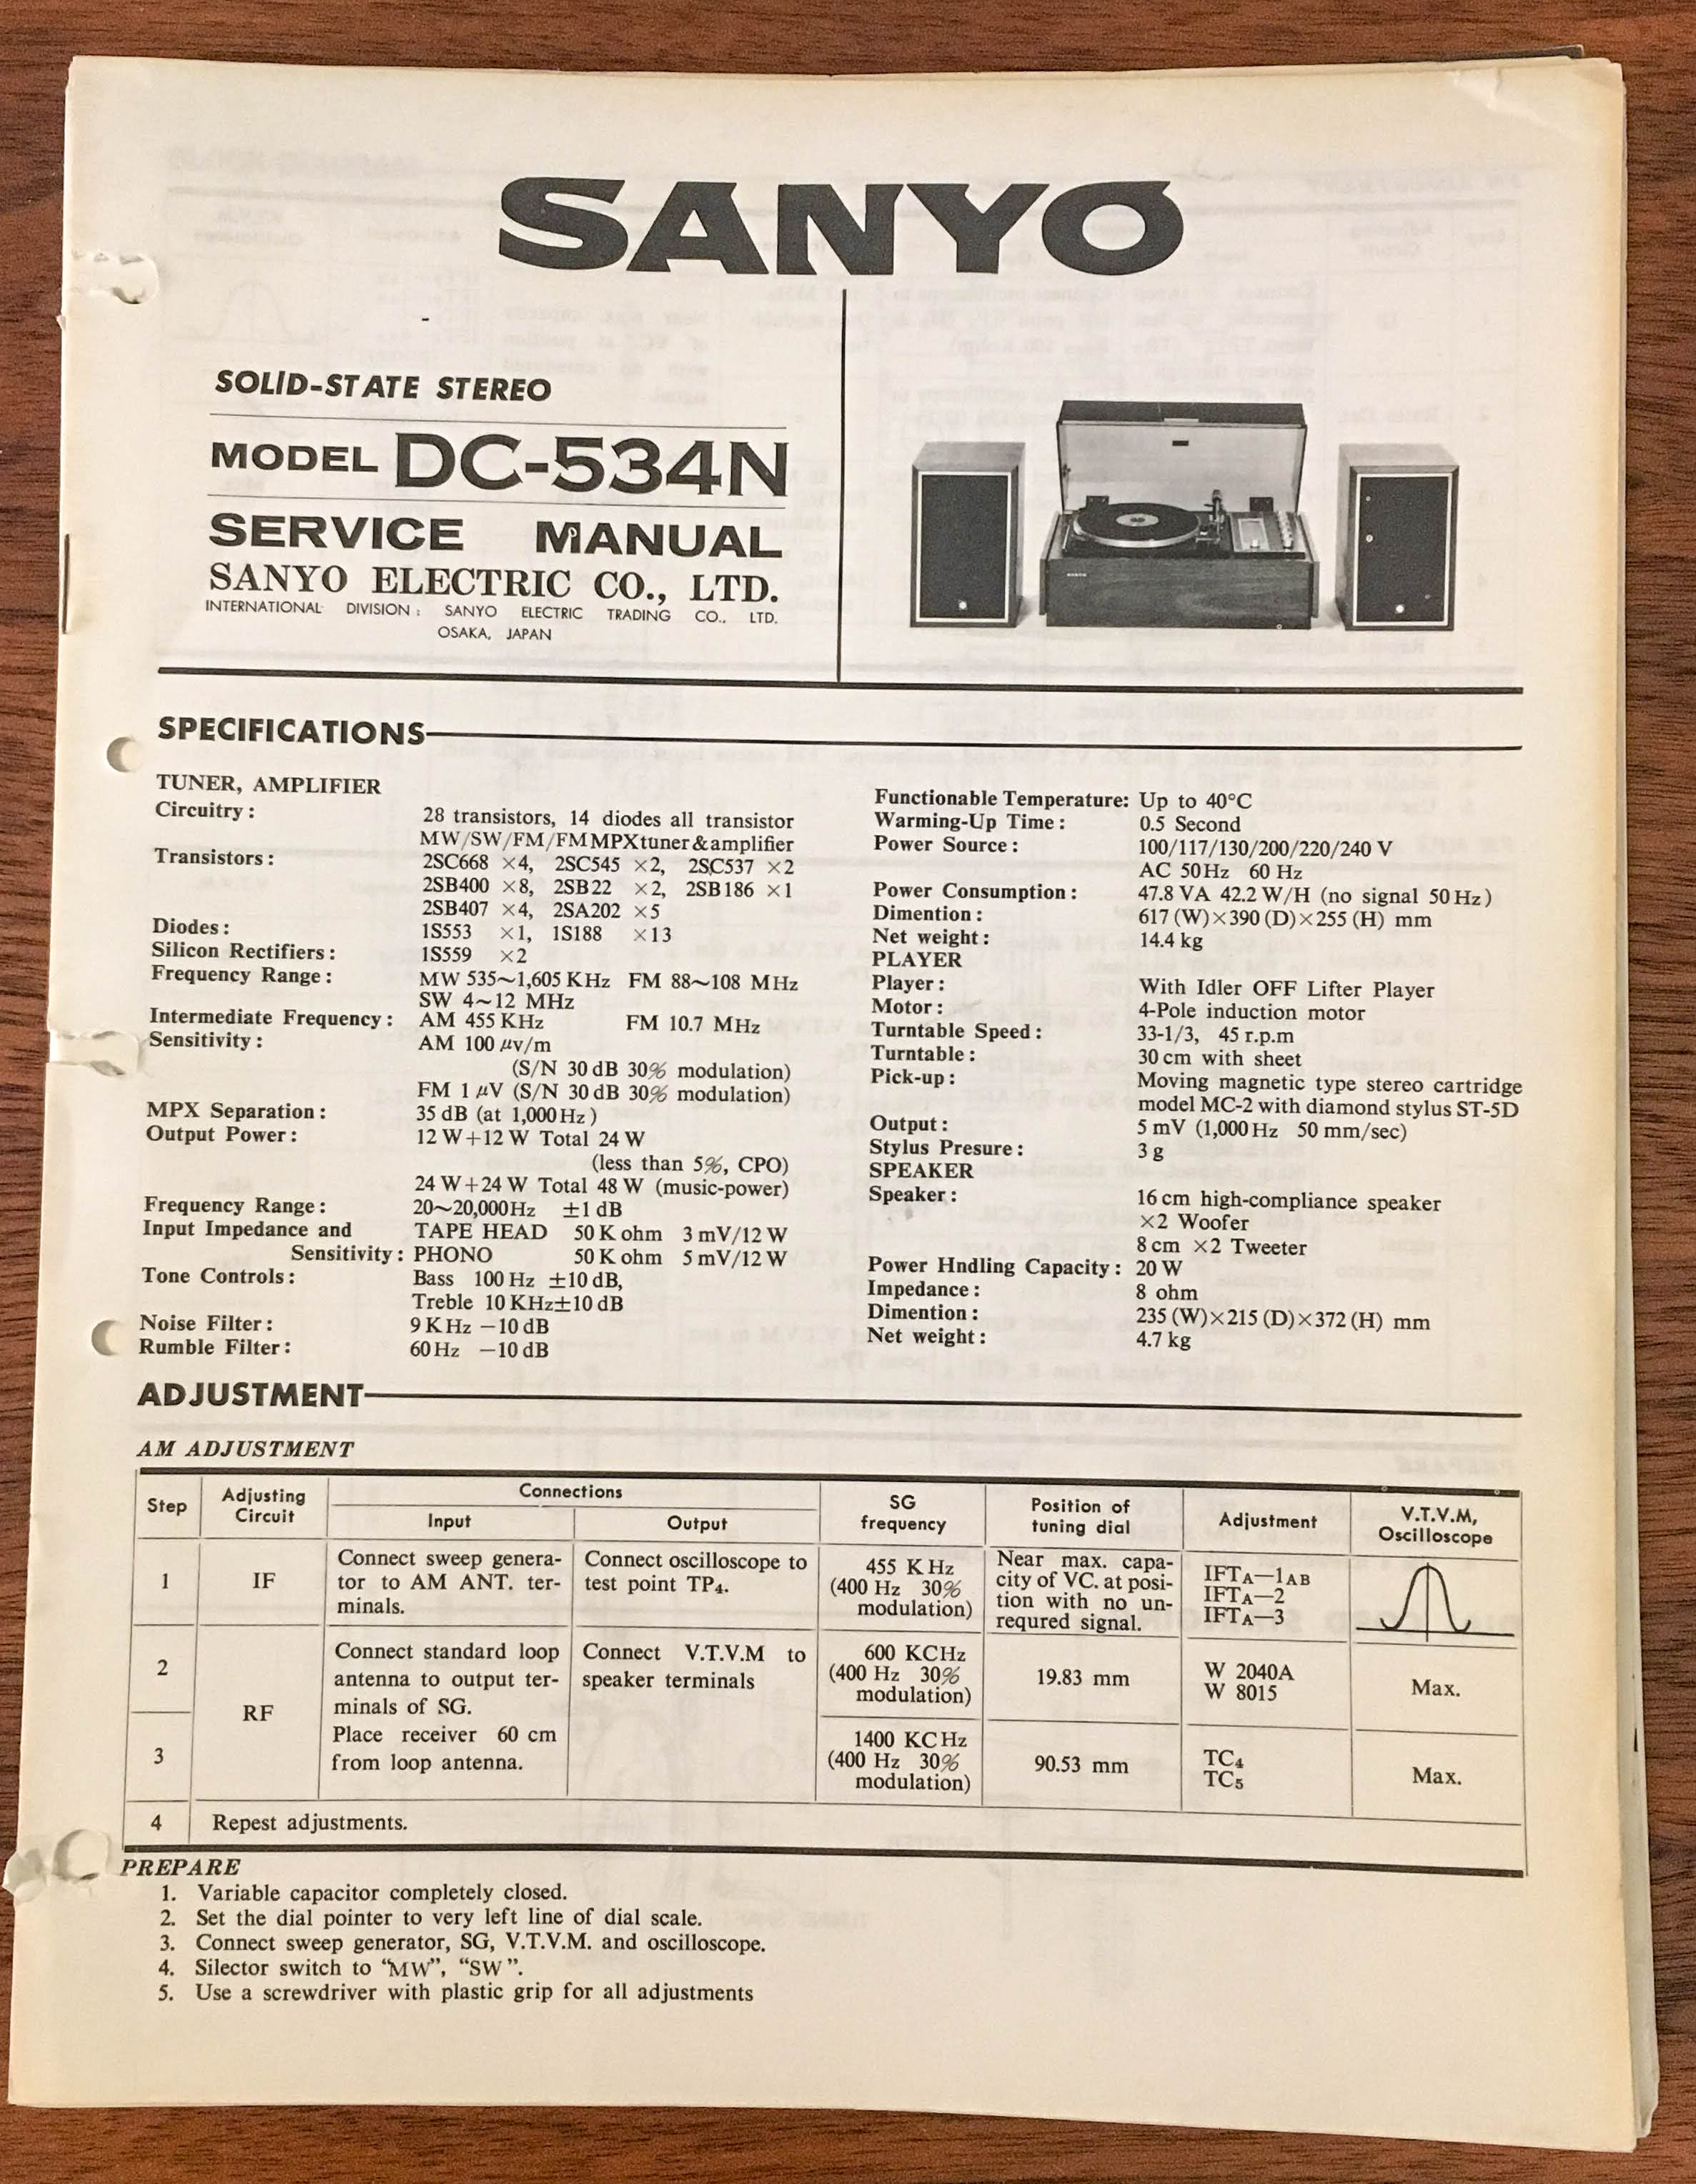 SANYO
SOLID-STATE STEREO
MODEL DC-534N
SERVICE MANUAL
SANYO ELECTRIC CO., LTD.
INTERNATIONAL DIVISION : SANYO ELECTRIC TRADING CO., LTD.
OSAKA, JAPAN
SPECIFICATIONS
TUNER, AMPLIFIER
Circuitry : 28 transistors, 14 diodes all transistor
MW/SW/FM/FM MPX tuner & amplifier
Transistors : 2SC668 ×4, 2SC545 ×2, 2SC537 ×2
2SB400 ×8, 2SB22 ×2, 2SB186 ×1
2SB407 ×4, 2SA202 ×5
Diodes : 1S553 ×1, 1S188 ×13
Silicon Rectifiers : 1S559 ×2
Frequency Range : MW 535~1,605 KHz FM 88~108 MHz
SW 4~12 MHz
Intermediate Frequency : AM 455 KHz FM 10.7 MHz
Sensitivity : AM 100 μv/m
(S/N 30 dB 30% modulation)
FM 1 μV (S/N 30 dB 30% modulation)
MPX Separation : 35 dB (at 1,000 Hz)
Output Power : 12 W+12 W Total 24 W
(less than 5%, CPO)
24 W+24 W Total 48 W (music-power)
Frequency Range : 20~20,000 Hz ±1 dB
Input Impedance and TAPE HEAD 50 K ohm 3 mV/12 W
Sensitivity : PHONO 50 K ohm 5 mV/12 W
Tone Controls : Bass 100 Hz ±10 dB,
Treble 10 KHz±10 dB
Noise Filter : 9 KHz −10 dB
Rumble Filter : 60 Hz −10 dB
Functionable Temperature: Up to 40°C
Warming-Up Time : 0.5 Second
Power Source : 100/117/130/200/220/240 V
AC 50 Hz 60 Hz
Power Consumption : 47.8 VA 42.2 W/H (no signal 50 Hz)
Dimention : 617 (W)×390 (D)×255 (H) mm
Net weight : 14.4 kg
PLAYER
Player : With Idler OFF Lifter Player
Motor : 4-Pole induction motor
Turntable Speed : 33-1/3, 45 r.p.m
Turntable : 30 cm with sheet
Pick-up : Moving magnetic type stereo cartridge
model MC-2 with diamond stylus ST-5D
Output : 5 mV (1,000 Hz 50 mm/sec)
Stylus Presure : 3 g
SPEAKER
Speaker : 16 cm high-compliance speaker
×2 Woofer
8 cm ×2 Tweeter
Power Hndling Capacity : 20 W
Impedance : 8 ohm
Dimention : 235 (W)×215 (D)×372 (H) mm
Net weight : 4.7 kg
ADJUSTMENT
AM ADJUSTMENT
Step
Adjusting
Circuit
Connections
Input
Output
SG
frequency
Position of
tuning dial
Adjustment
V.T.V.M,
Oscilloscope
1
IF
Connect sweep genera-
tor to AM ANT. ter-
minals.
Connect oscilloscope to
test point TP4.
455 KHz
(400 Hz 30%
modulation)
Near max. capa-
city of VC. at posi-
tion with no un-
requred signal.
IFTA—1AB
IFTA—2
IFTA—3
2
3
RF
Connect standard loop
antenna to output ter-
minals of SG.
Place receiver 60 cm
from loop antenna.
Connect V.T.V.M to
speaker terminals
600 KCHz
(400 Hz 30%
modulation)
19.83 mm
W 2040A
W 8015
Max.
1400 KCHz
(400 Hz 30%
modulation)
90.53 mm
TC4
TC5
Max.
4 Repest adjustments.
PREPARE
1. Variable capacitor completely closed.
2. Set the dial pointer to very left line of dial scale.
3. Connect sweep generator, SG, V.T.V.M. and oscilloscope.
4. Silector switch to “MW”, “SW”.
5. Use a screwdriver with plastic grip for all adjustments